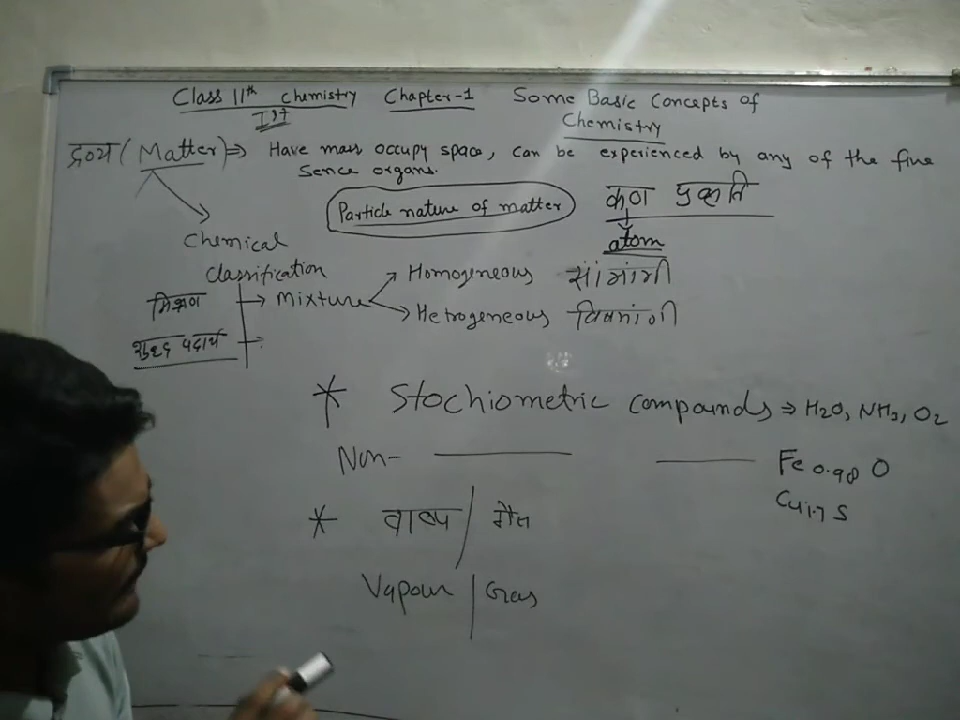 Class 11th Chemistry Chapter-1 Some Basic Concepts of
Ist Chemistry
द्रव्य (Matter) ⇒ Have mass occupy space, can be experienced by any of the five
Sence organs.
Particle nature of matter कण प्रकृति
atom
Chemical
Classification
Homogeneous समांगी
मिश्रण → Mixture
Hetrogeneous विषमांगी
शुद्ध पदार्थ →
* Stochiometric compounds ⇒ H2O, NH3, O2
Non- Fe0.98 O
Cu1.7 S
* वाष्प / गैस
Vapour / Gas